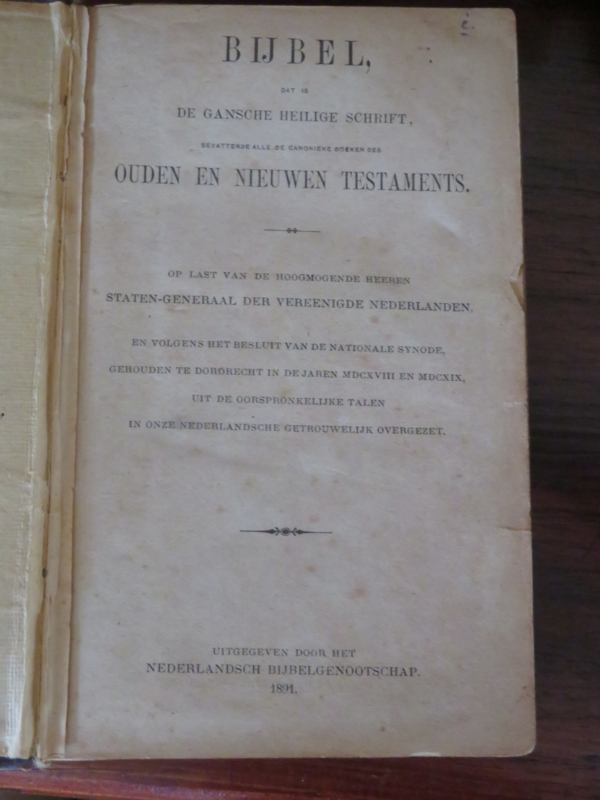 BIJBEL,
DAT IS
DE GANSCHE HEILIGE SCHRIFT,
BEVATTENDE ALLE DE CANONIEKE BOEKEN DES
OUDEN EN NIEUWEN TESTAMENTS.
OP LAST VAN DE HOOGMOGENDE HEEREN
STATEN-GENERAAL DER VEREENIGDE NEDERLANDEN,
EN VOLGENS HET BESLUIT VAN DE NATIONALE SYNODE,
GEHOUDEN TE DORDRECHT IN DE JAREN MDCXVIII EN MDCXIX,
UIT DE OORSPRONKELIJKE TALEN
IN ONZE NEDERLANDSCHE GETROUWELIJK OVERGEZET.
UITGEGEVEN DOOR HET
NEDERLANDSCH BIJBELGENOOTSCHAP.
1891.